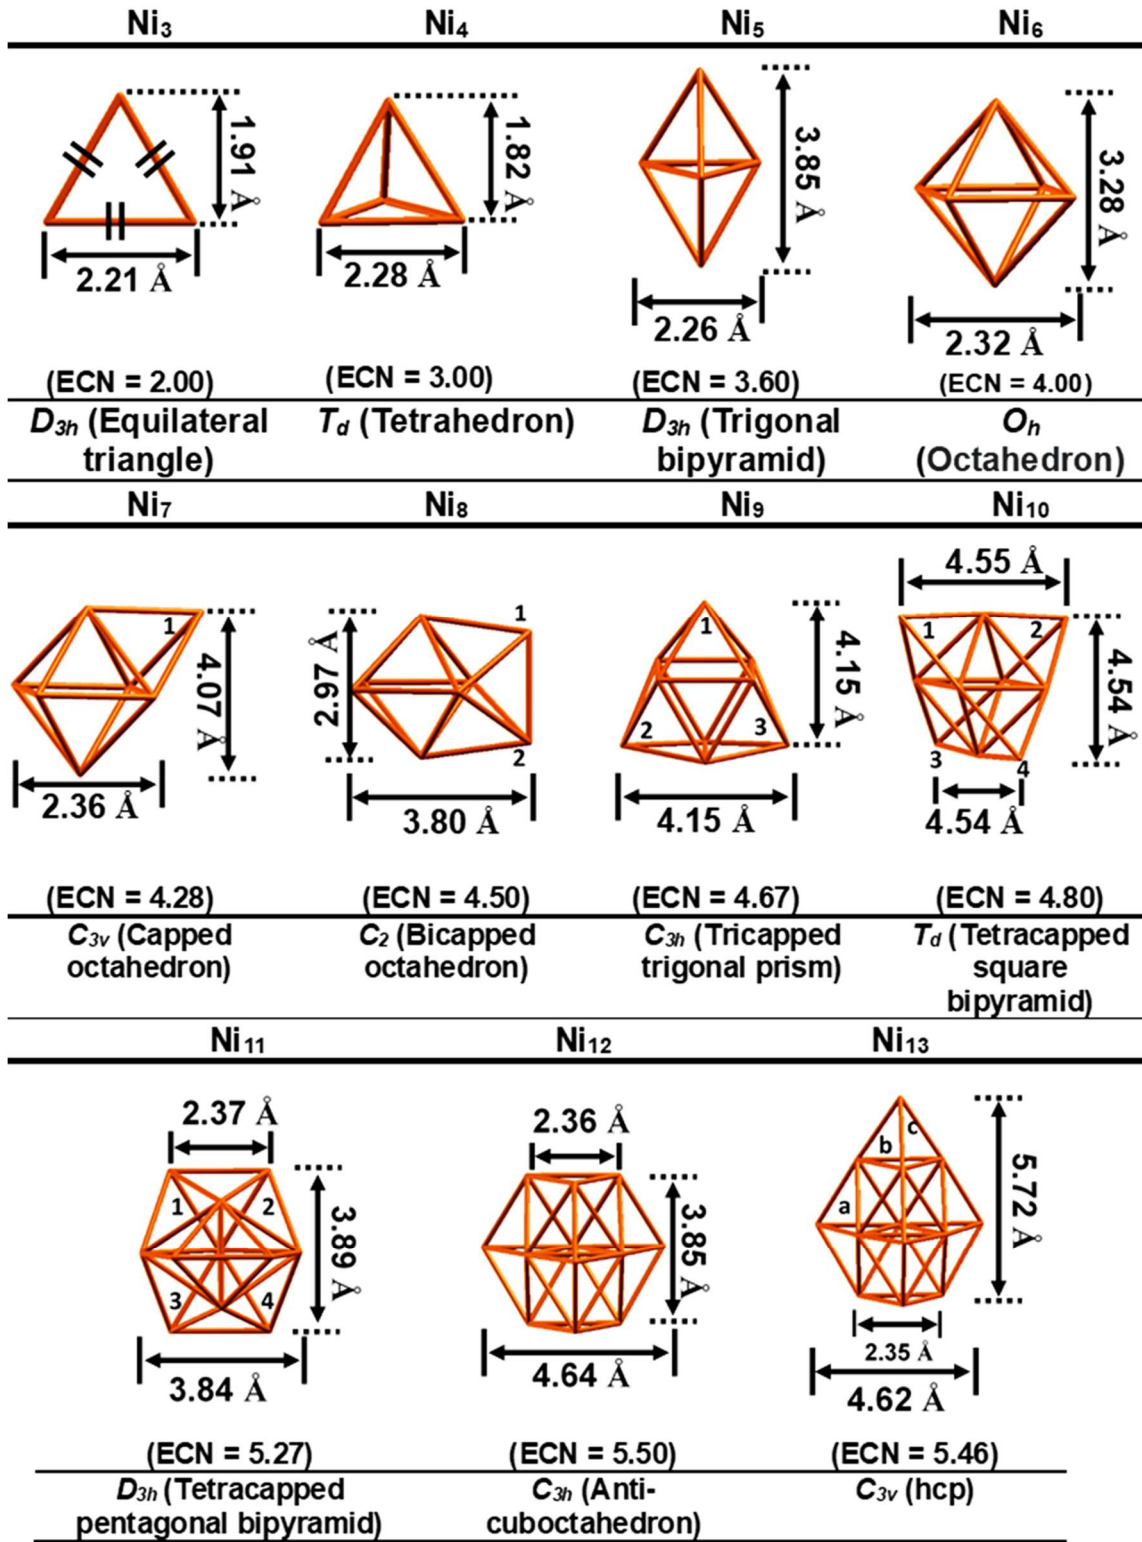 Ni₃ Ni₄ Ni₅ Ni₆
1.91 Å
2.21 Å
1.82 Å
2.28 Å
3.85 Å
2.26 Å
3.28 Å
2.32 Å
(ECN = 2.00) (ECN = 3.00) (ECN = 3.60) (ECN = 4.00)
D₃ₕ (Equilateral
triangle)
T_d (Tetrahedron)
D₃ₕ (Trigonal
bipyramid)
Oₕ
(Octahedron)
Ni₇ Ni₈ Ni₉ Ni₁₀
1
4.07 Å
2.36 Å
1
2.97 Å
2
3.80 Å
1
4.15 Å
2 3
4.15 Å
4.55 Å
1 2
4.54 Å
3 4
4.54 Å
(ECN = 4.28) (ECN = 4.50) (ECN = 4.67) (ECN = 4.80)
C₃ᵥ (Capped
octahedron)
C₂ (Bicapped
octahedron)
C₃ₕ (Tricapped
trigonal prism)
T_d (Tetracapped
square
bipyramid)
Ni₁₁ Ni₁₂ Ni₁₃
2.37 Å
1 2
3.89 Å
3 4
3.84 Å
2.36 Å
3.85 Å
4.64 Å
c
b
a
5.72 Å
2.35 Å
4.62 Å
(ECN = 5.27) (ECN = 5.50) (ECN = 5.46)
D₃ₕ (Tetracapped
pentagonal bipyramid)
C₃ₕ (Anti-
cuboctahedron)
C₃ᵥ (hcp)